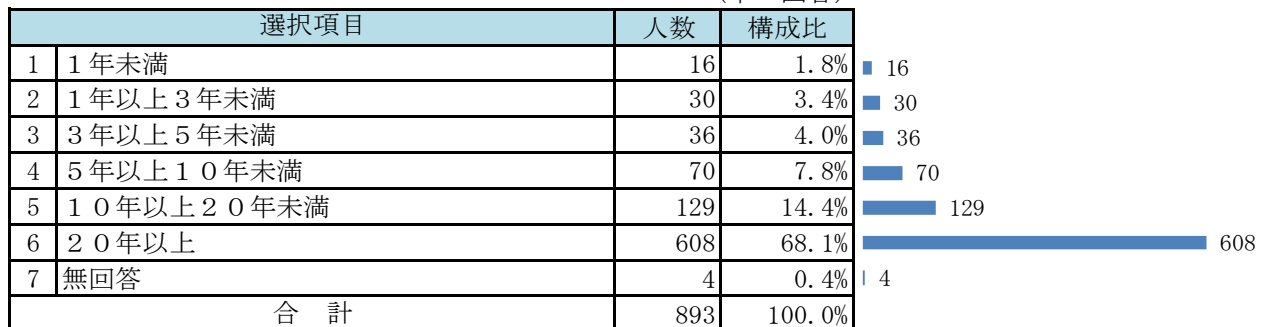 選択項目 人数 構成比
1 １年未満 16 1.8% 16
2 １年以上３年未満 30 3.4% 30
3 ３年以上５年未満 36 4.0% 36
4 ５年以上１０年未満 70 7.8% 70
5 １０年以上２０年未満 129 14.4% 129
6 ２０年以上 608 68.1% 608
7 無回答 4 0.4% 4
合　計 893 100.0%